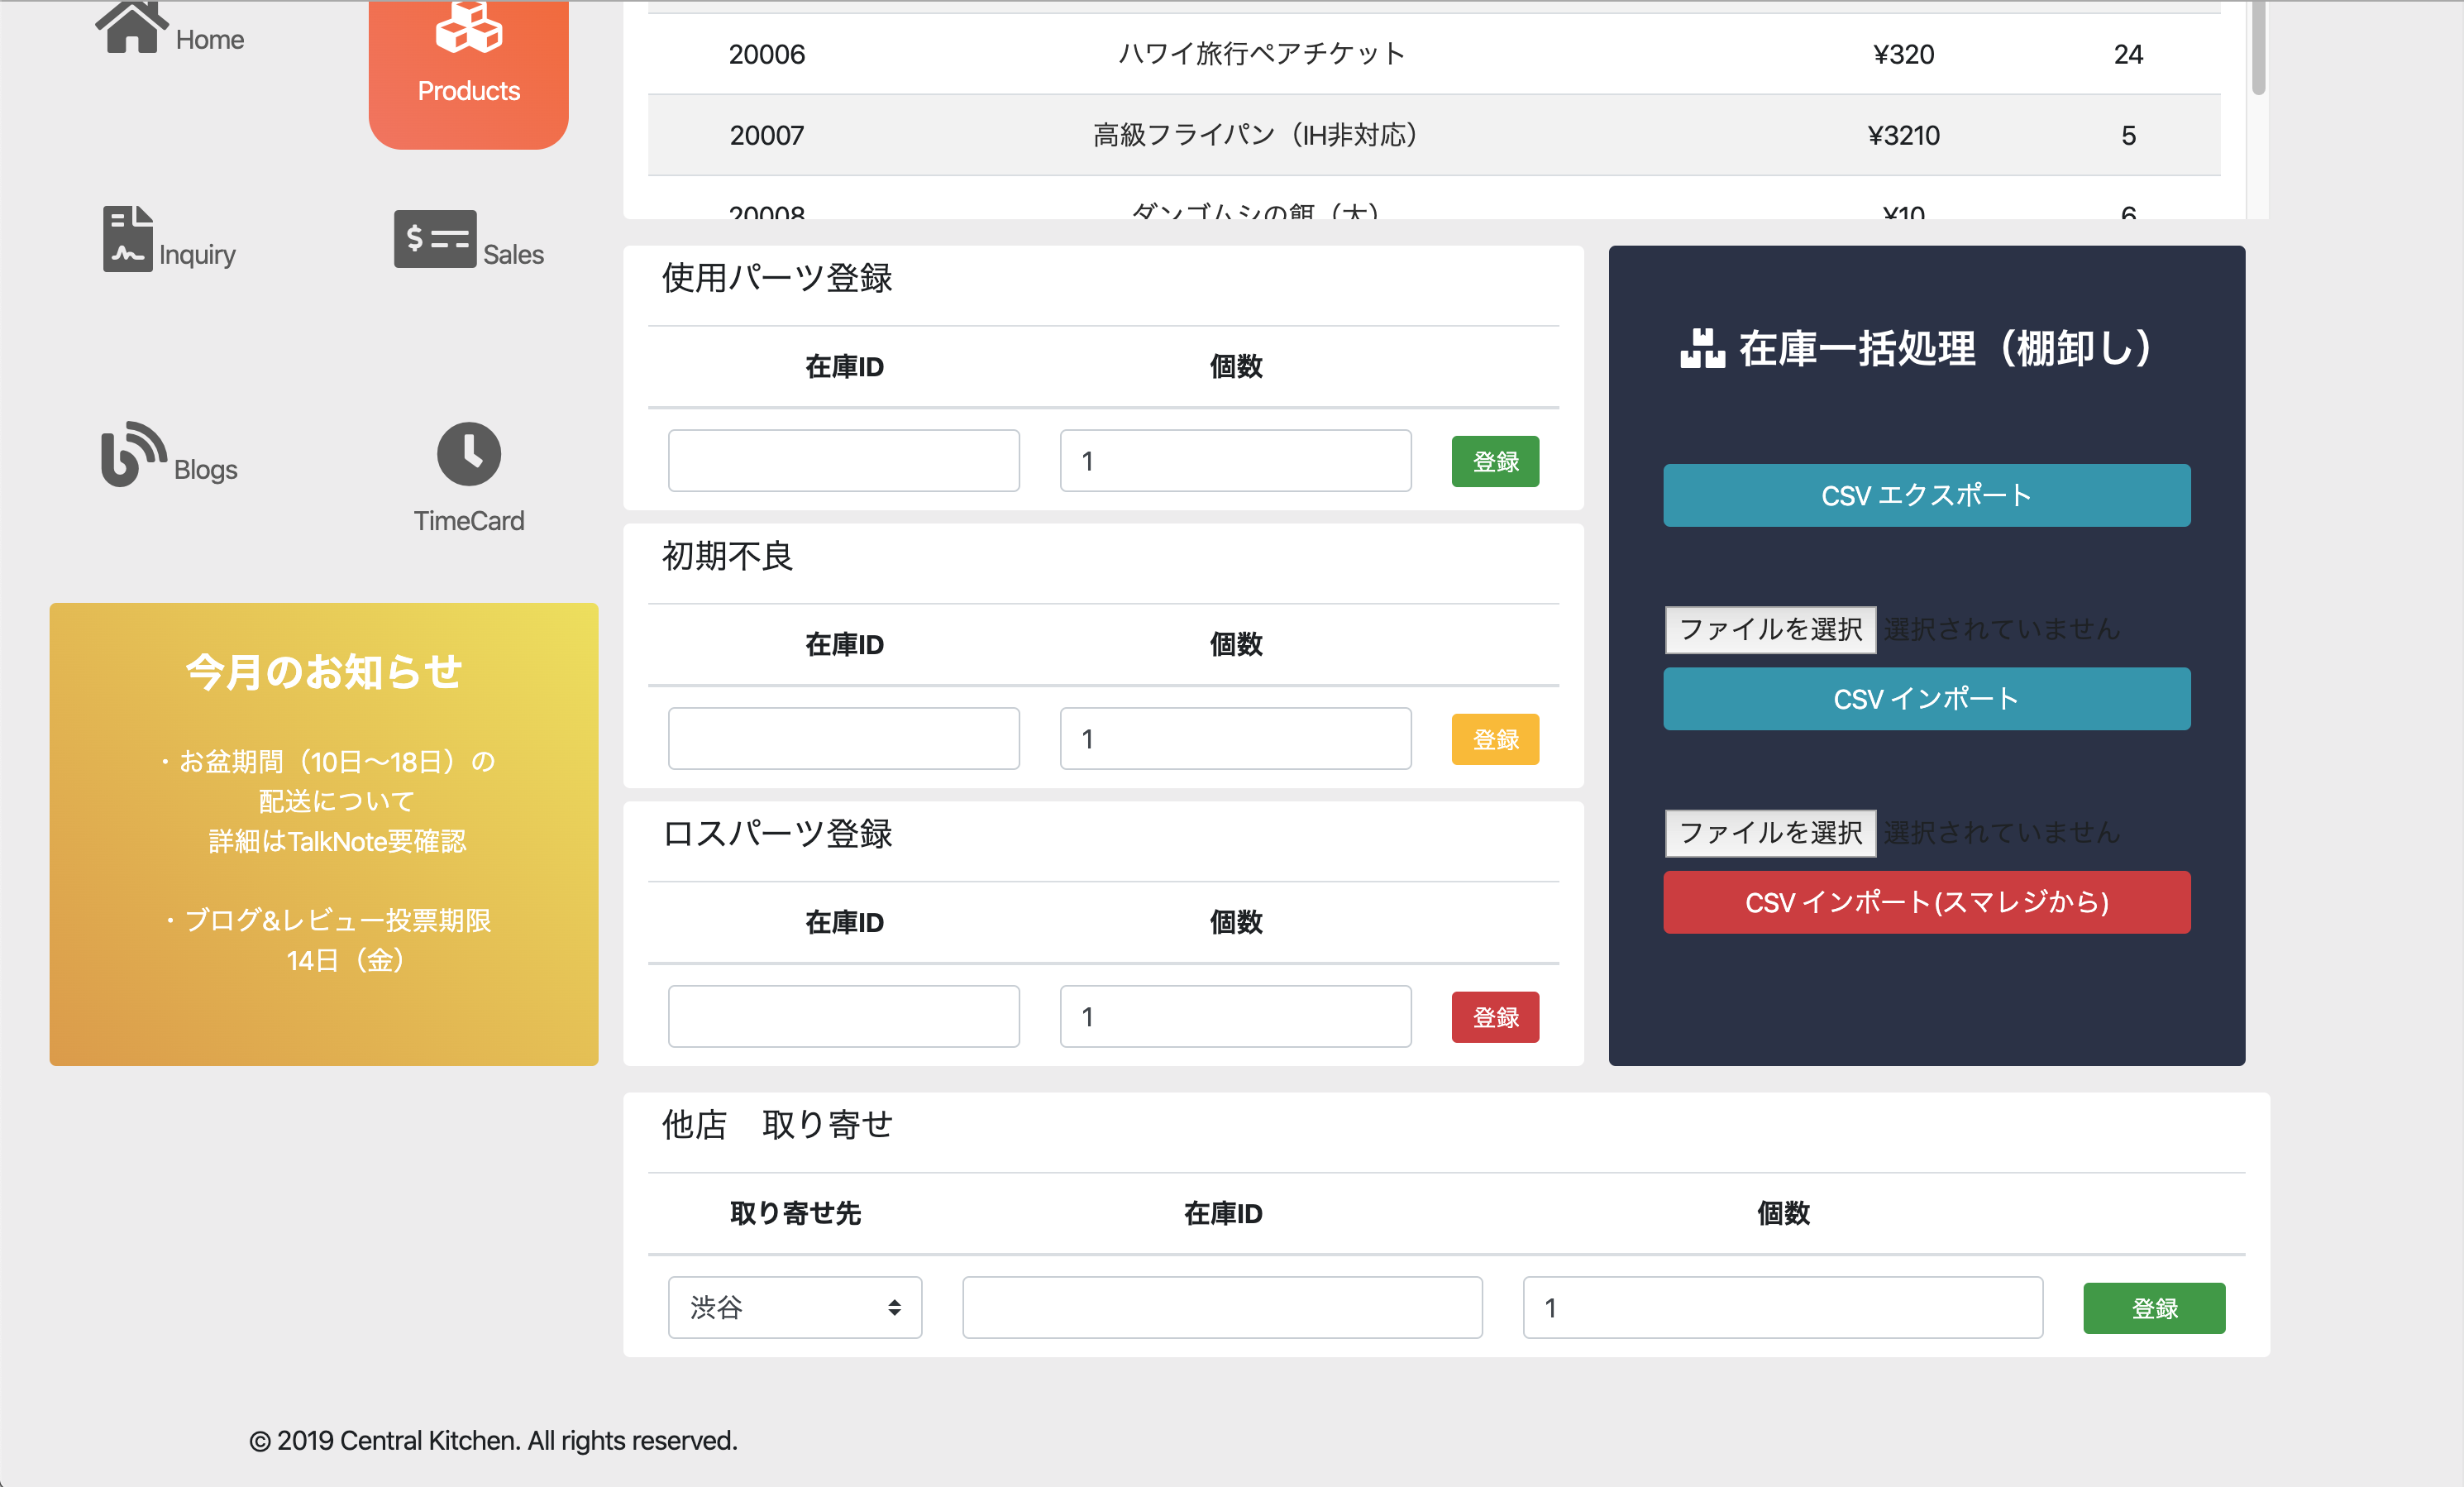 Home
Products
Inquiry
Sales
Blogs
TimeCard
今月のお知らせ
・お盆期間（10日〜18日）の
配送について
詳細はTalkNote要確認
・ブログ&レビュー投票期限
14日（金）
20006 ハワイ旅行ペアチケット ¥320 24
20007 高級フライパン（IH非対応） ¥3210 5
20008 ダンゴムシの餌（大） ¥10 6
使用パーツ登録
在庫ID 個数
1 登録
初期不良
在庫ID 個数
1 登録
ロスパーツ登録
在庫ID 個数
1 登録
在庫一括処理（棚卸し）
CSV エクスポート
ファイルを選択 選択されていません
CSV インポート
ファイルを選択 選択されていません
CSV インポート(スマレジから)
他店　取り寄せ
取り寄せ先 在庫ID 個数
渋谷 1 登録
© 2019 Central Kitchen. All rights reserved.